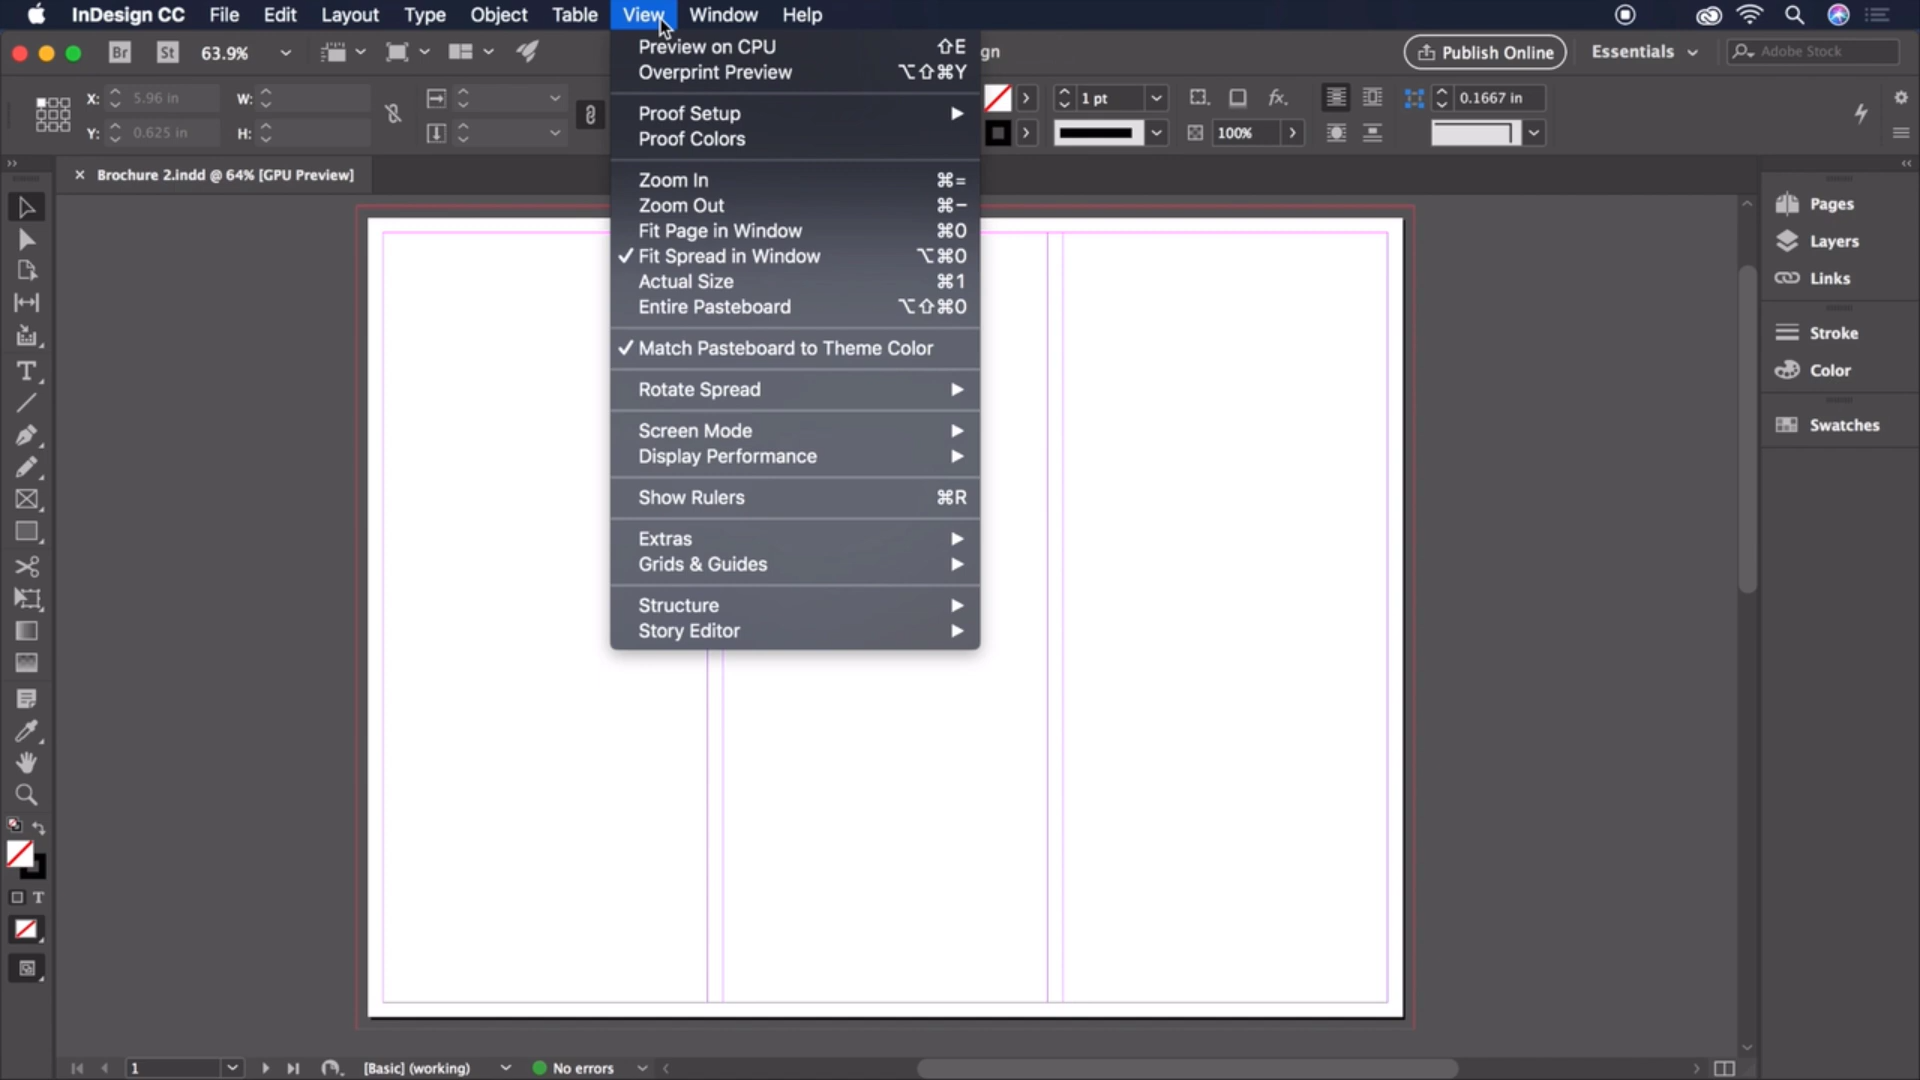 InDesign CC File Edit Layout Type Object Table View Window Help
Br St 63.9% gn Publish Online Essentials Adobe Stock
X: 5.96 in W: 1 pt fx. 0.1667 in
Y: 0.625 in H: 100%
Brochure 2.indd @ 64% [GPU Preview]
Preview on CPU ⇧E
Overprint Preview ⌥⇧⌘Y
Proof Setup
Proof Colors
Zoom In ⌘=
Zoom Out ⌘−
Fit Page in Window ⌘0
✓ Fit Spread in Window ⌥⌘0
Actual Size ⌘1
Entire Pasteboard ⌥⇧⌘0
✓ Match Pasteboard to Theme Color
Rotate Spread
Screen Mode
Display Performance
Show Rulers ⌘R
Extras
Grids & Guides
Structure
Story Editor
Pages
Layers
Links
Stroke
Color
Swatches
T
T
1 [Basic] (working) No errors